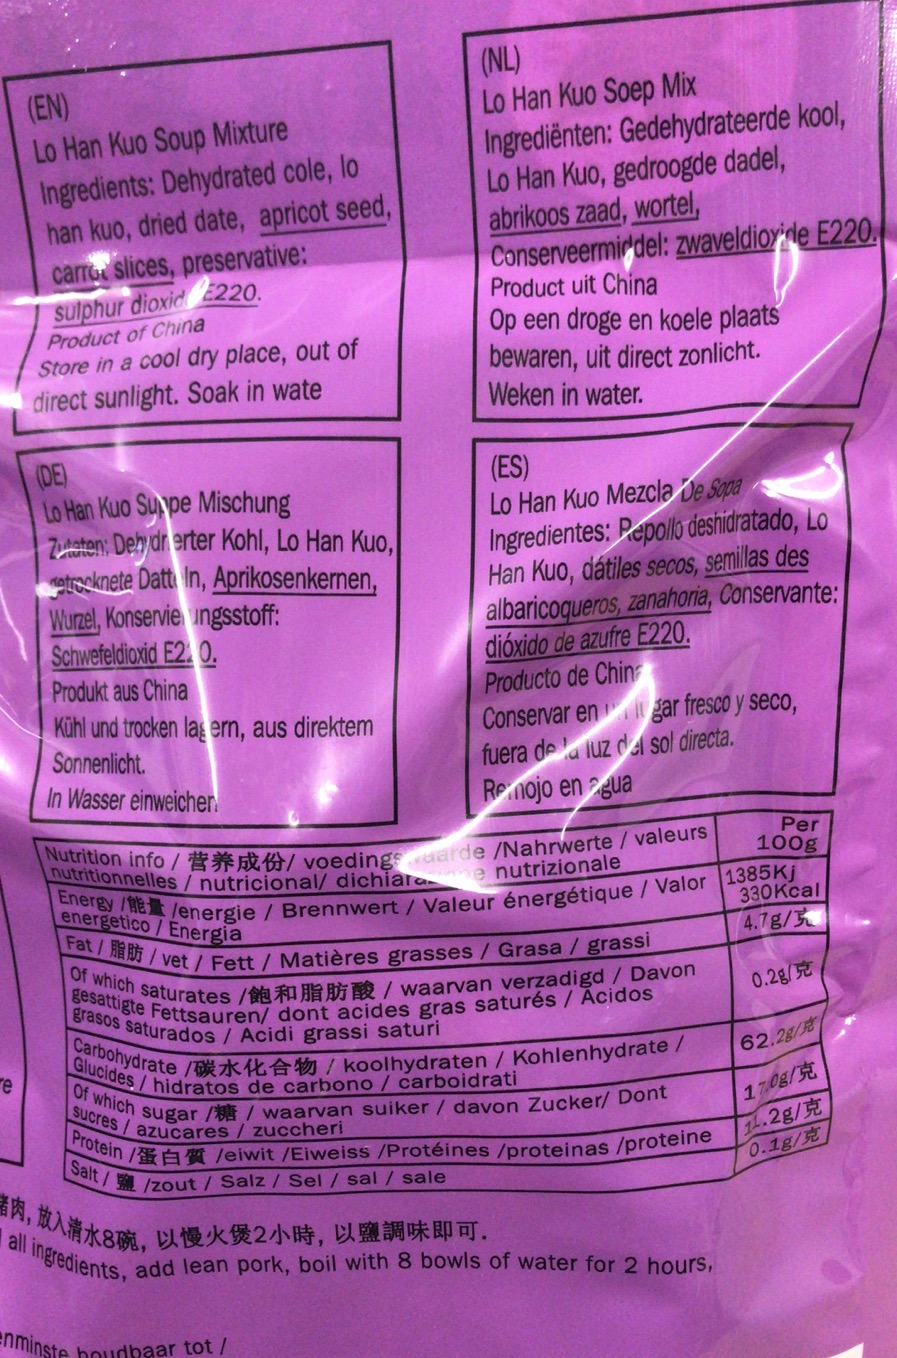 (EN)
Lo Han Kuo Soup Mixture
Ingredients: Dehydrated cole, lo
han kuo, dried date, apricot seed,
carrot slices, preservative:
sulphur dioxide E220.
Product of China
Store in a cool dry place, out of
direct sunlight. Soak in wate
(NL)
Lo Han Kuo Soep Mix
Ingrediënten: Gedehydrateerde kool,
Lo Han Kuo, gedroogde dadel,
abrikoos zaad, wortel,
Conserveermiddel: zwaveldioxide E220.
Product uit China
Op een droge en koele plaats
bewaren, uit direct zonlicht.
Weken in water.
(DE)
Lo Han Kuo Suppe Mischung
Zutaten: Dehydrierter Kohl, Lo Han Kuo,
getrocknete Datteln, Aprikosenkernen,
Wurzel, Konservierungsstoff:
Schwefeldioxid E220.
Produkt aus China
Kühl und trocken lagern, aus direktem
Sonnenlicht.
In Wasser einweichen
(ES)
Lo Han Kuo Mezcla De Sopa
Ingredientes: Repollo deshidratado, Lo
Han Kuo, dátiles secos, semillas des
albaricoqueros, zanahoria, Conservante:
dióxido de azufre E220.
Producto de China
Conservar en un lugar fresco y seco,
fuera de la luz del sol directa.
Remojo en agua
Nutrition info / 营养成份/ voedingswaarde /Nahrwerte / valeurs
nutritionnelles / nutricional/ dichiarazione nutrizionale
Per
100g
Energy /能量 /energie / Brennwert / Valeur énergétique / Valor
energetico / Energia
1385Kj
330Kcal
Fat / 脂肪 / vet / Fett / Matières grasses / Grasa / grassi
4.7g/克
Of which saturates /飽和脂肪酸 / waarvan verzadigd / Davon
gesattigte Fettsauren/ dont acides gras saturés / Ácidos
grasos saturados / Acidi grassi saturi
0.2g/克
Carbohydrate /碳水化合物 / koolhydraten / Kohlenhydrate /
Glucides / hidratos de carbono / carboidrati
62.2g/克
Of which sugar /糖 / waarvan suiker / davon Zucker/ Dont
sucres / azucares / zuccheri
17.0g/克
Protein /蛋白質 /eiwit /Eiweiss /Protéines /proteinas /proteine
11.2g/克
Salt / 鹽 /zout / Salz / Sel / sal / sale
0.1g/克
豬肉, 放入清水8碗, 以慢火煲2小時, 以鹽調味即可.
all ingredients, add lean pork, boil with 8 bowls of water for 2 hours,
houdbaar tot /